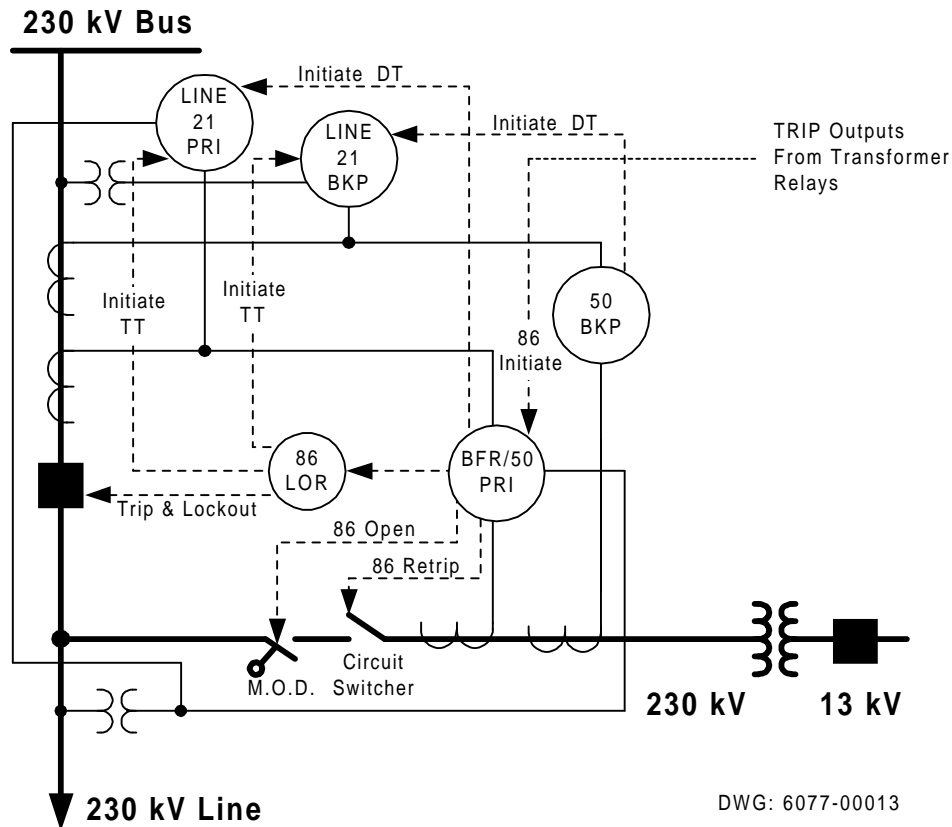 230 kV Bus
Initiate DT
LINE
21
PRI
LINE
21
BKP
Initiate DT
TRIP Outputs
From Transformer
Relays
Initiate
TT
Initiate
TT
50
BKP
86
Initiate
86
LOR
BFR/50
PRI
Trip & Lockout
86 Open
86 Retrip
M.O.D.
Circuit
Switcher
230 kV
13 kV
230 kV Line
DWG: 6077-00013